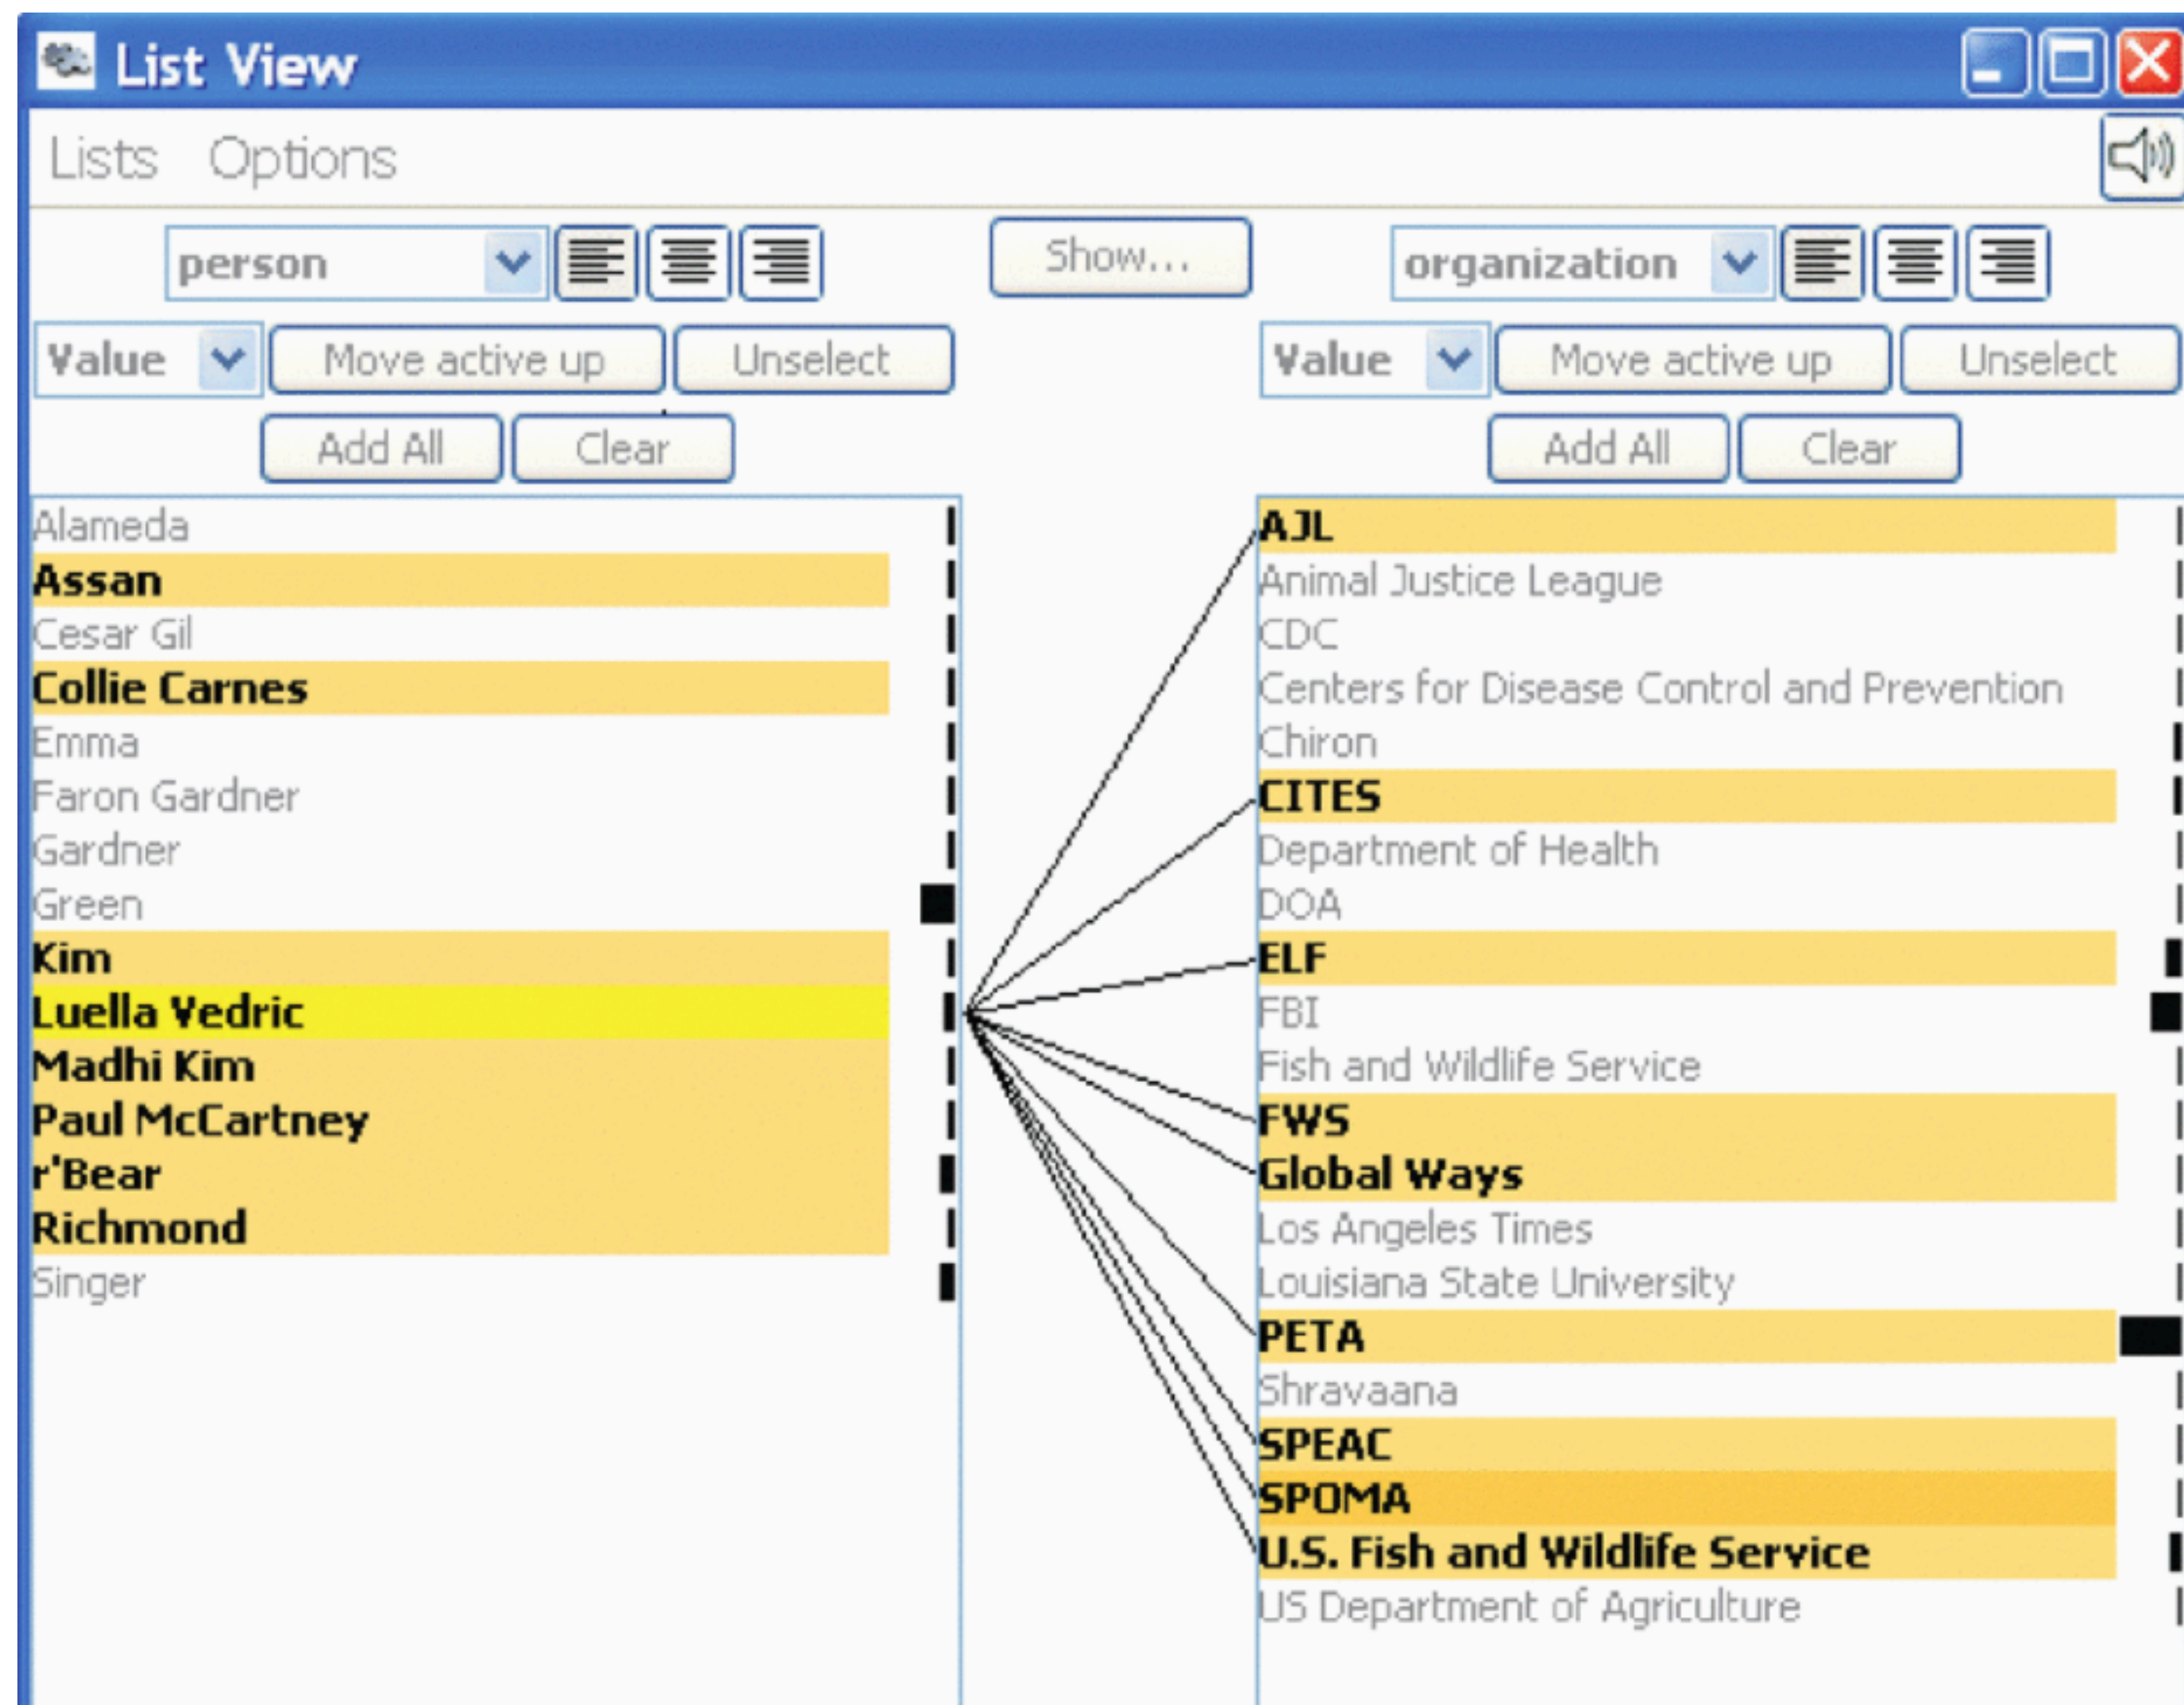 List View
Lists Options
person Show... organization
Value Move active up Unselect Value Move active up Unselect
Add All Clear Add All Clear
Alameda
Assan
Cesar Gil
Collie Carnes
Emma
Faron Gardner
Gardner
Green
Kim
Luella Vedric
Madhi Kim
Paul McCartney
r'Bear
Richmond
Singer
AJL
Animal Justice League
CDC
Centers for Disease Control and Prevention
Chiron
CITES
Department of Health
DOA
ELF
FBI
Fish and Wildlife Service
FWS
Global Ways
Los Angeles Times
Louisiana State University
PETA
Shravaana
SPEAC
SPOMA
U.S. Fish and Wildlife Service
US Department of Agriculture